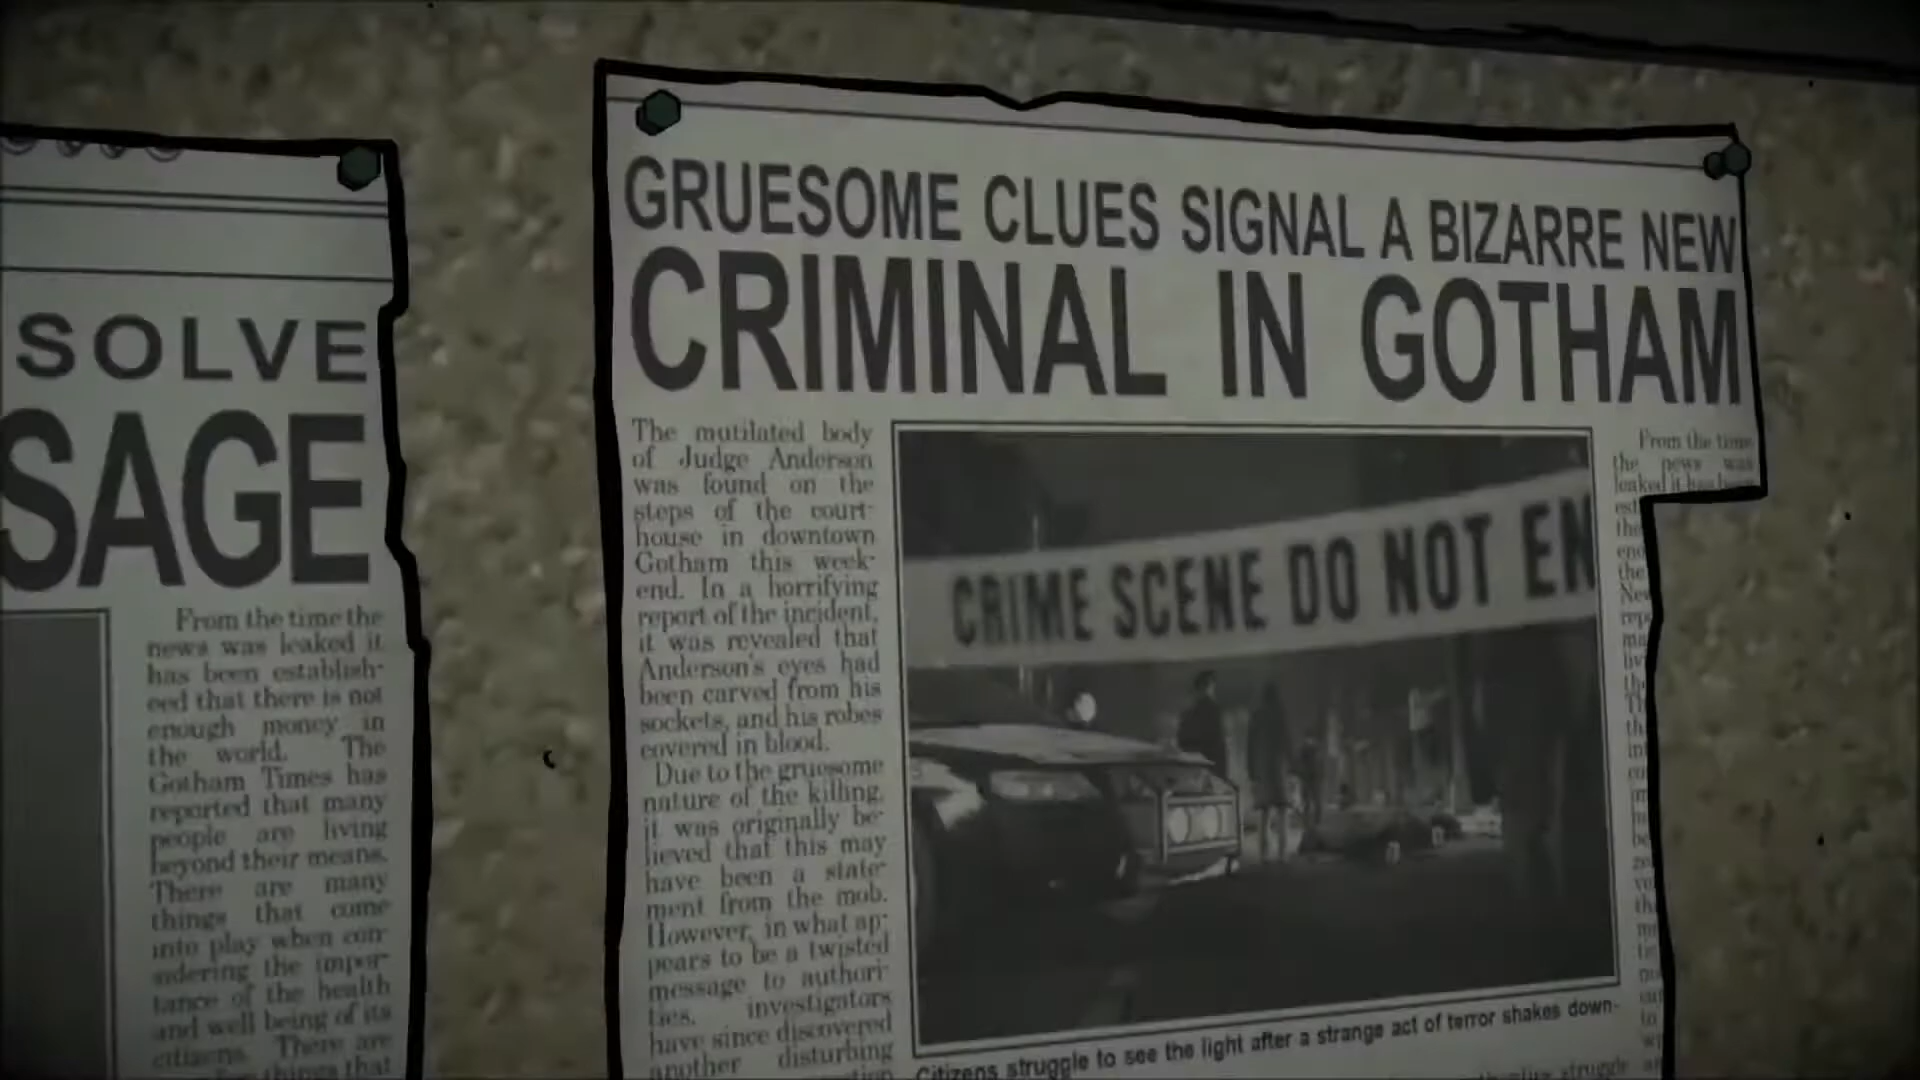 SOLVE
SAGE
From the time the
news was leaked it
has been establish-
eed that there is not
enough money in
the world. The
Gotham Times has
reported that many
people are living
beyond their means.
There are many
things that come
into play when con-
sidering the impor-
tance of the health
and well being of its
citizens. There are
things that
GRUESOME CLUES SIGNAL A BIZARRE NEW
CRIMINAL IN GOTHAM
The mutilated body
of Judge Anderson
was found on the
steps of the court-
house in downtown
Gotham this week-
end. In a horrifying
report of the incident,
it was revealed that
Anderson's eyes had
been carved from his
sockets, and his robes
covered in blood.
Due to the gruesome
nature of the killing,
it was originally be-
lieved that this may
have been a state-
ment from the mob.
However, in what ap-
pears to be a twisted
message to authori-
ties, investigators
have since discovered
another disturbing
CRIME SCENE DO NOT EN
Citizens struggle to see the light after a strange act of terror shakes down-
struggle
From the time
the news was
leaked it has been